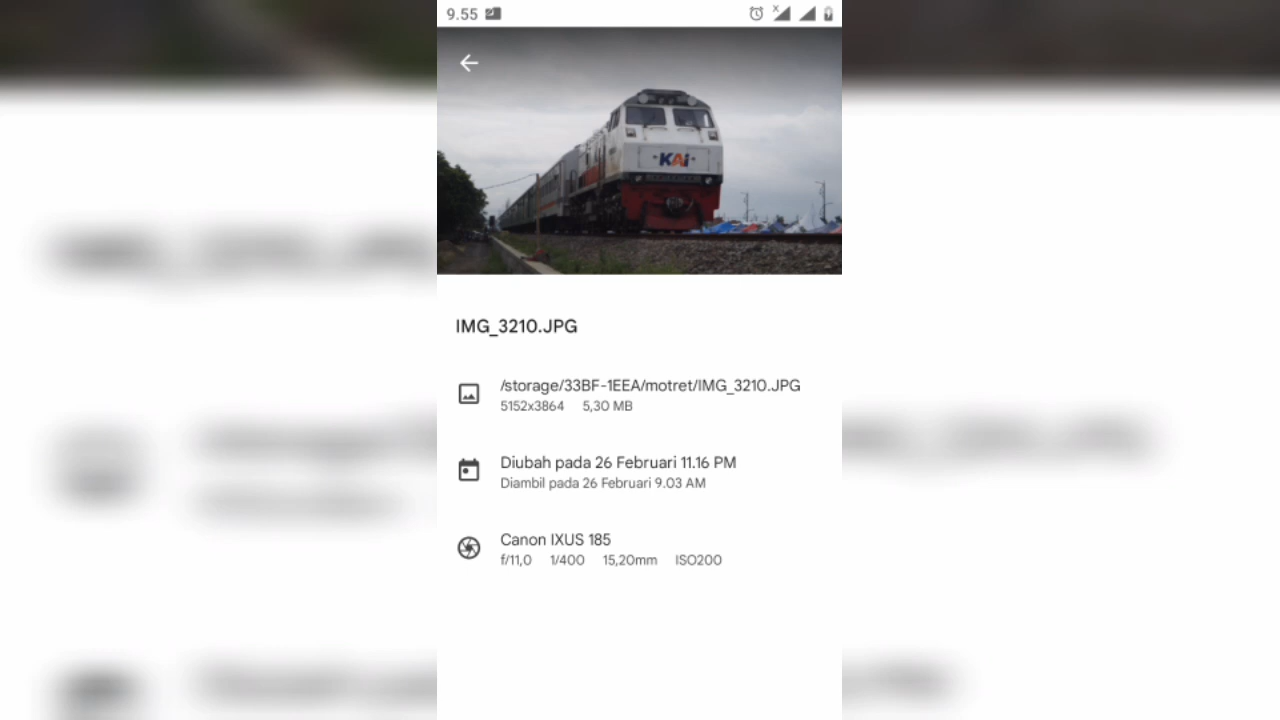 9.55
KAI
IMG_3210.JPG
/storage/33BF-1EEA/motret/IMG_3210.JPG
5152x3864 5,30 MB
Diubah pada 26 Februari 11.16 PM
Diambil pada 26 Februari 9.03 AM
Canon IXUS 185
f/11,0 1/400 15,20mm ISO200